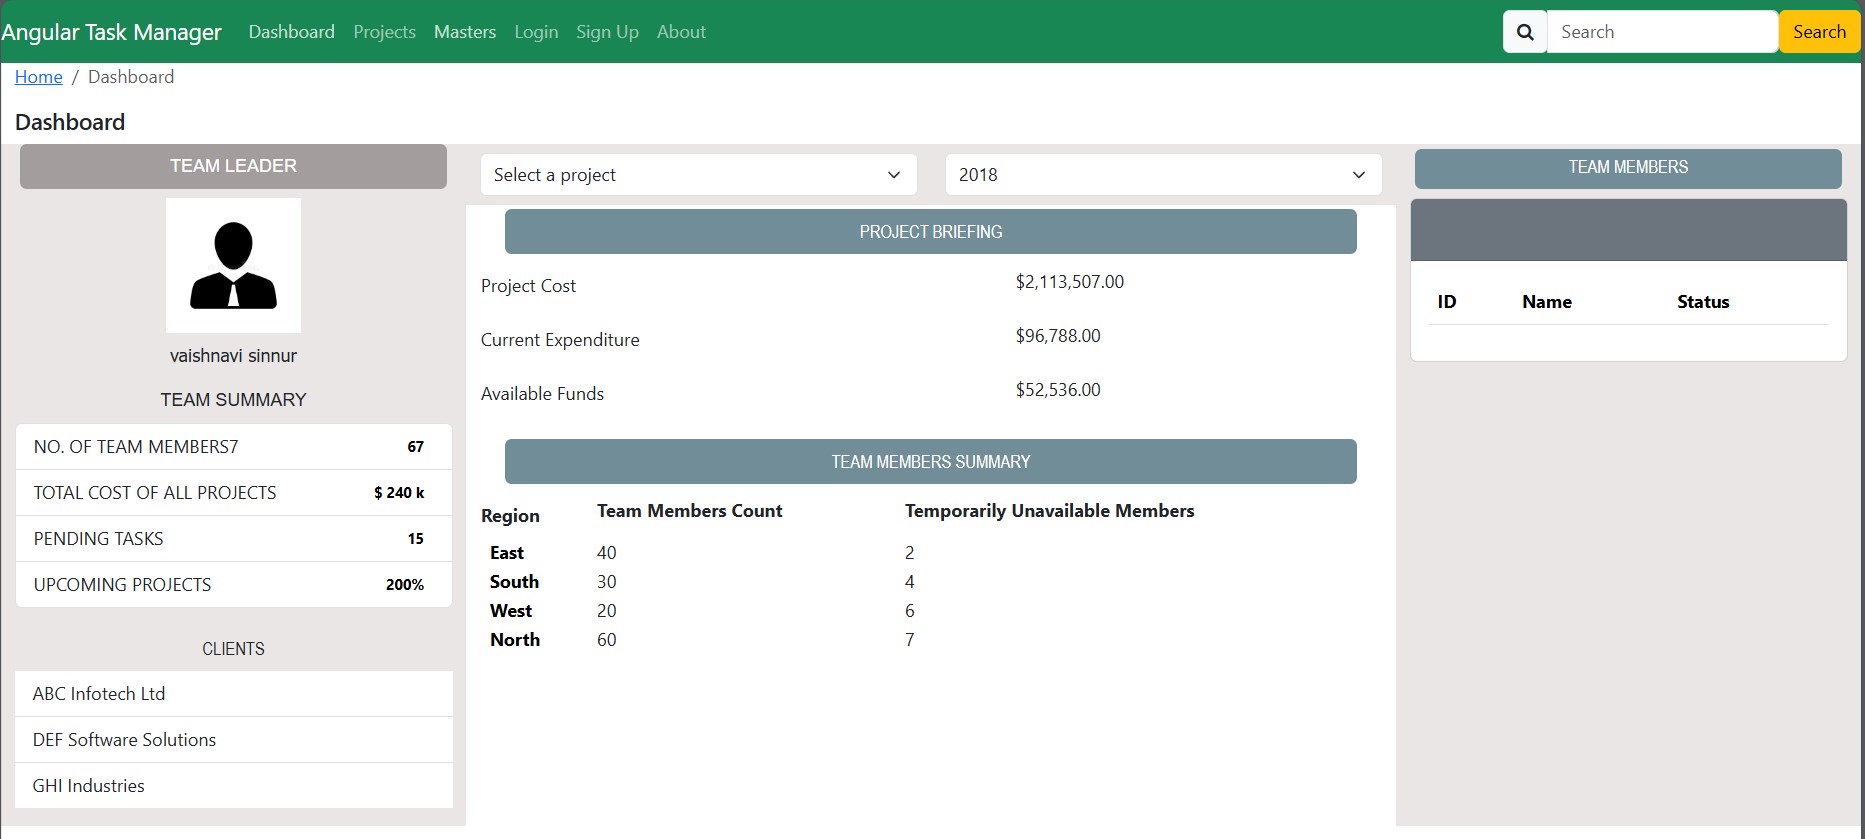 Angular Task Manager Dashboard Projects Masters Login Sign Up About Search Search
Home / Dashboard
Dashboard
TEAM LEADER
vaishnavi sinnur
TEAM SUMMARY
NO. OF TEAM MEMBERS7 67
TOTAL COST OF ALL PROJECTS $ 240 k
PENDING TASKS 15
UPCOMING PROJECTS 200%
CLIENTS
ABC Infotech Ltd
DEF Software Solutions
GHI Industries
Select a project 2018
PROJECT BRIEFING
Project Cost $2,113,507.00
Current Expenditure $96,788.00
Available Funds $52,536.00
TEAM MEMBERS SUMMARY
Region Team Members Count Temporarily Unavailable Members
East 40 2
South 30 4
West 20 6
North 60 7
TEAM MEMBERS
ID Name Status